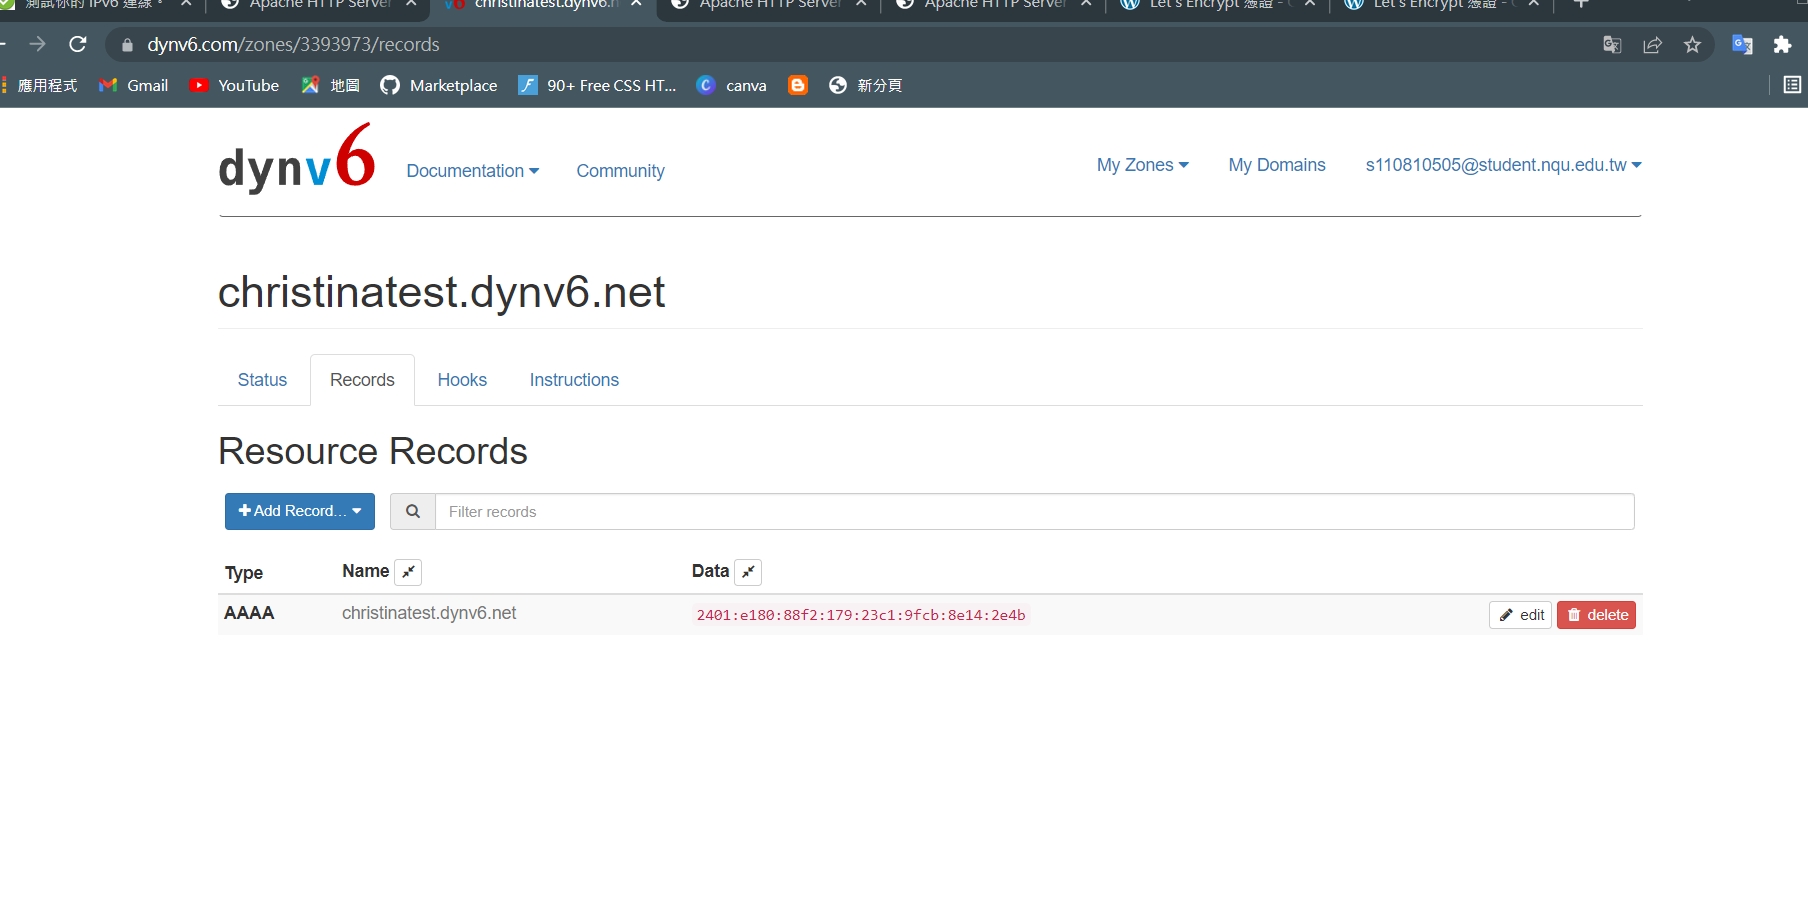 測試你的 IPv6 連線。
Apache HTTP Server
christinatest.dynv6.n
Apache HTTP Server
Apache HTTP Server
Let's Encrypt 憑證 -
Let's Encrypt 憑證 -
dynv6.com/zones/3393973/records
應用程式 Gmail YouTube 地圖 Marketplace 90+ Free CSS HT... canva 新分頁
dynv6 Documentation Community My Zones My Domains s110810505@student.nqu.edu.tw
christinatest.dynv6.net
Status Records Hooks Instructions
Resource Records
Add Record... Filter records
Type Name Data
AAAA christinatest.dynv6.net 2401:e180:88f2:179:23c1:9fcb:8e14:2e4b edit delete